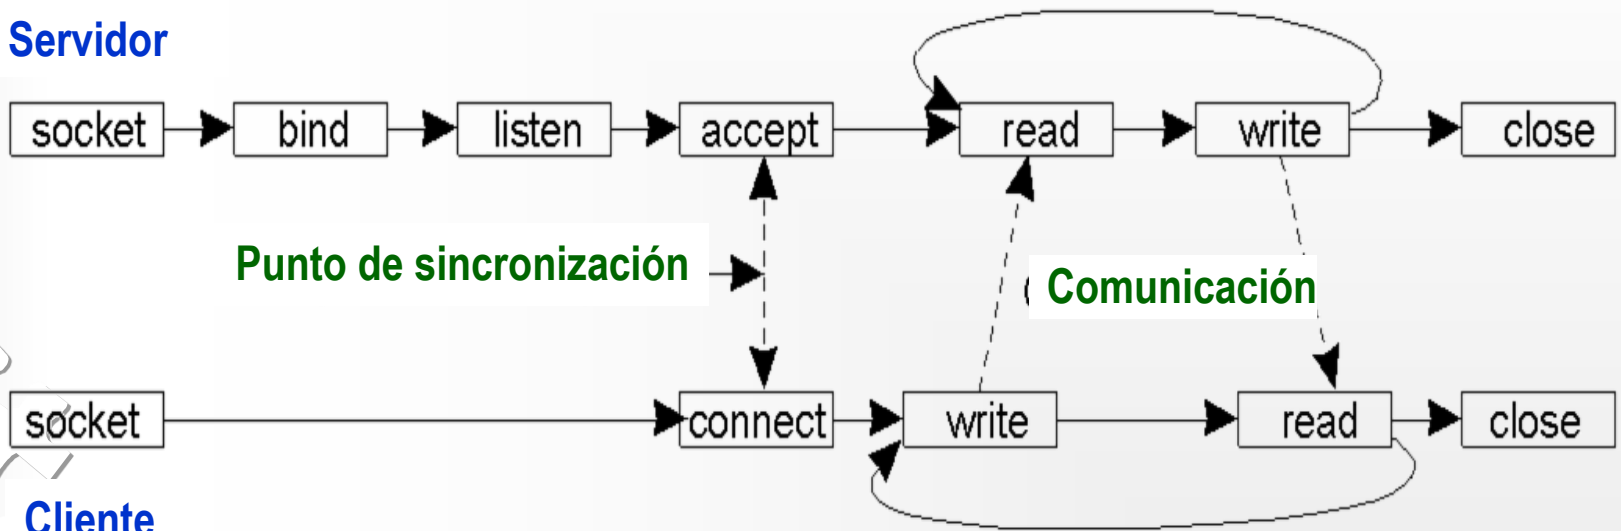 Servidor
socket bind listen accept read write close
Punto de sincronización
Comunicación
socket connect write read close
Cliente